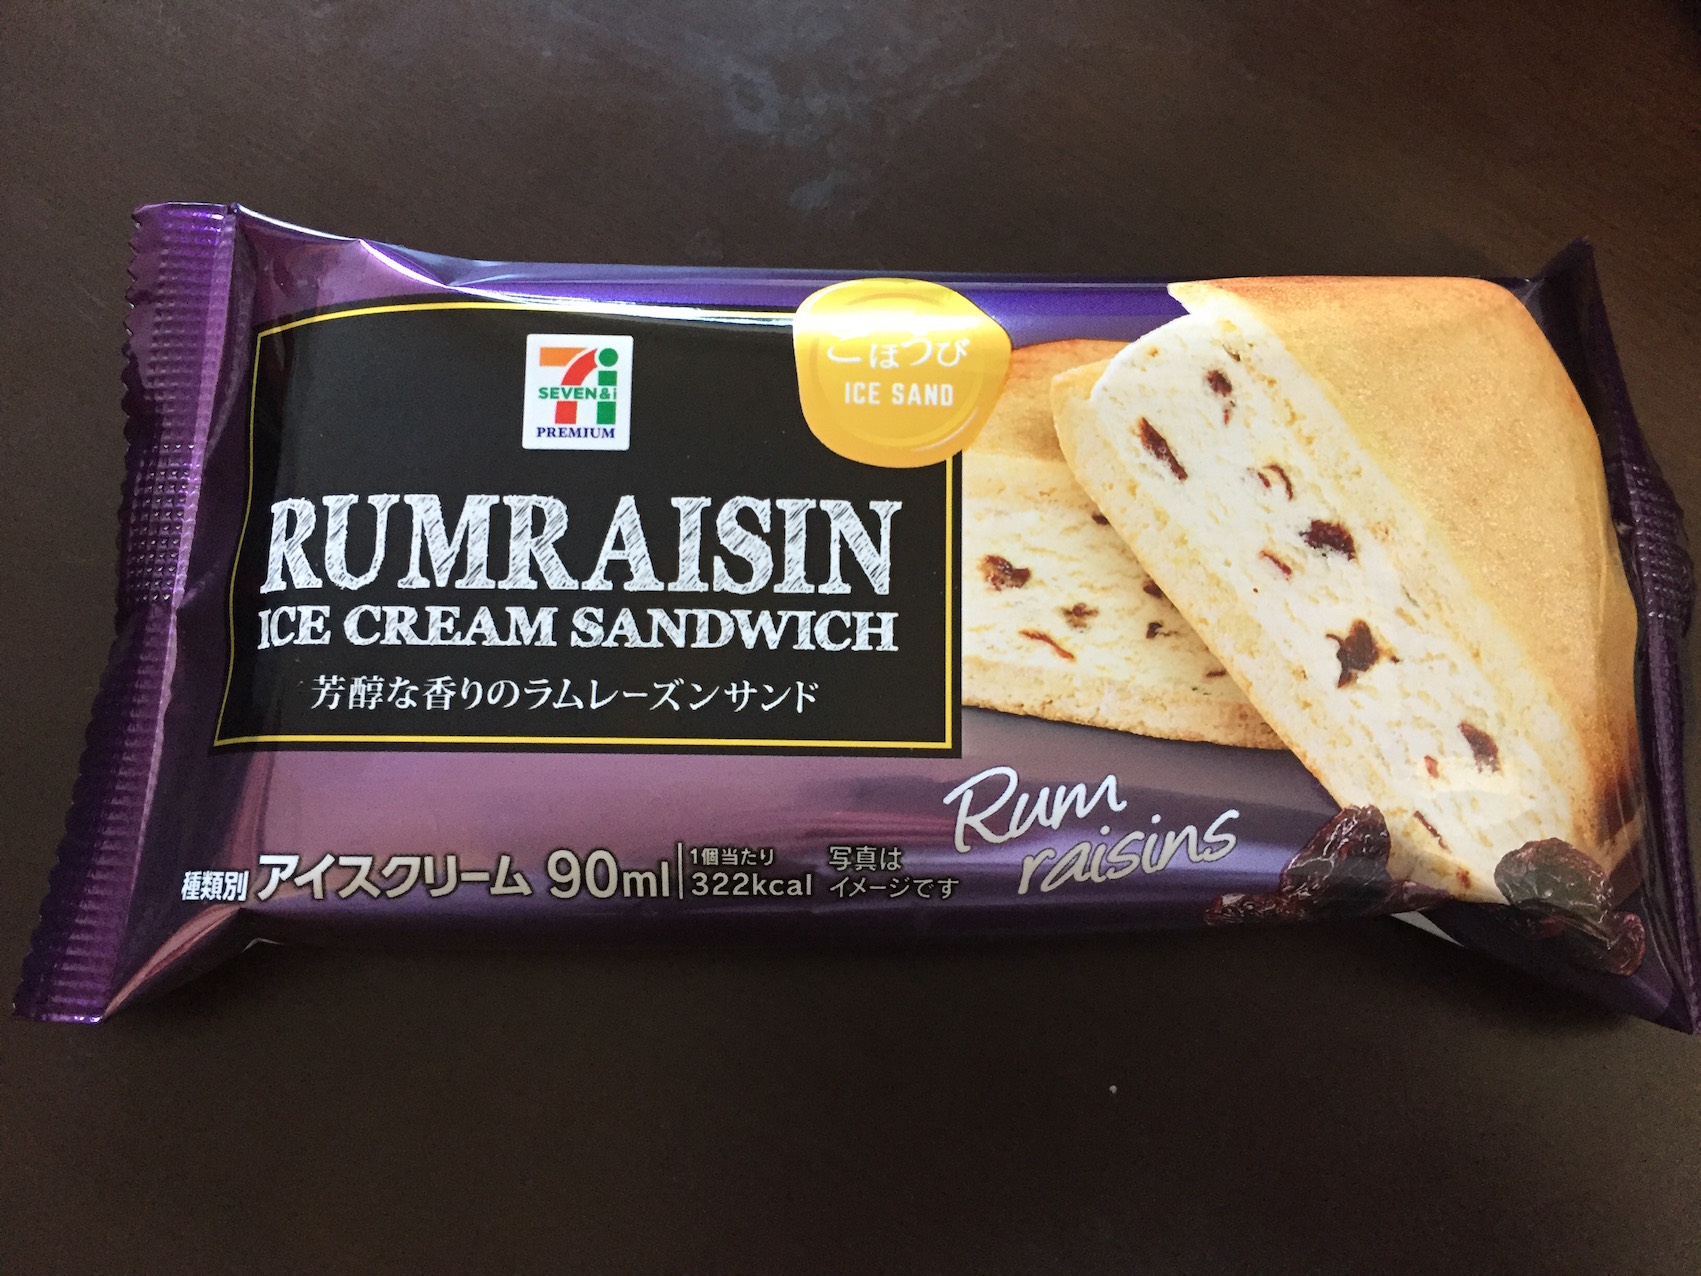 7i
SEVEN&i
PREMIUM
ごほうび
ICE SAND
RUMRAISIN
ICE CREAM SANDWICH
芳醇な香りのラムレーズンサンド
Rum
raisins
種類別 アイスクリーム 90ml
1個当たり
322kcal
写真は
イメージです